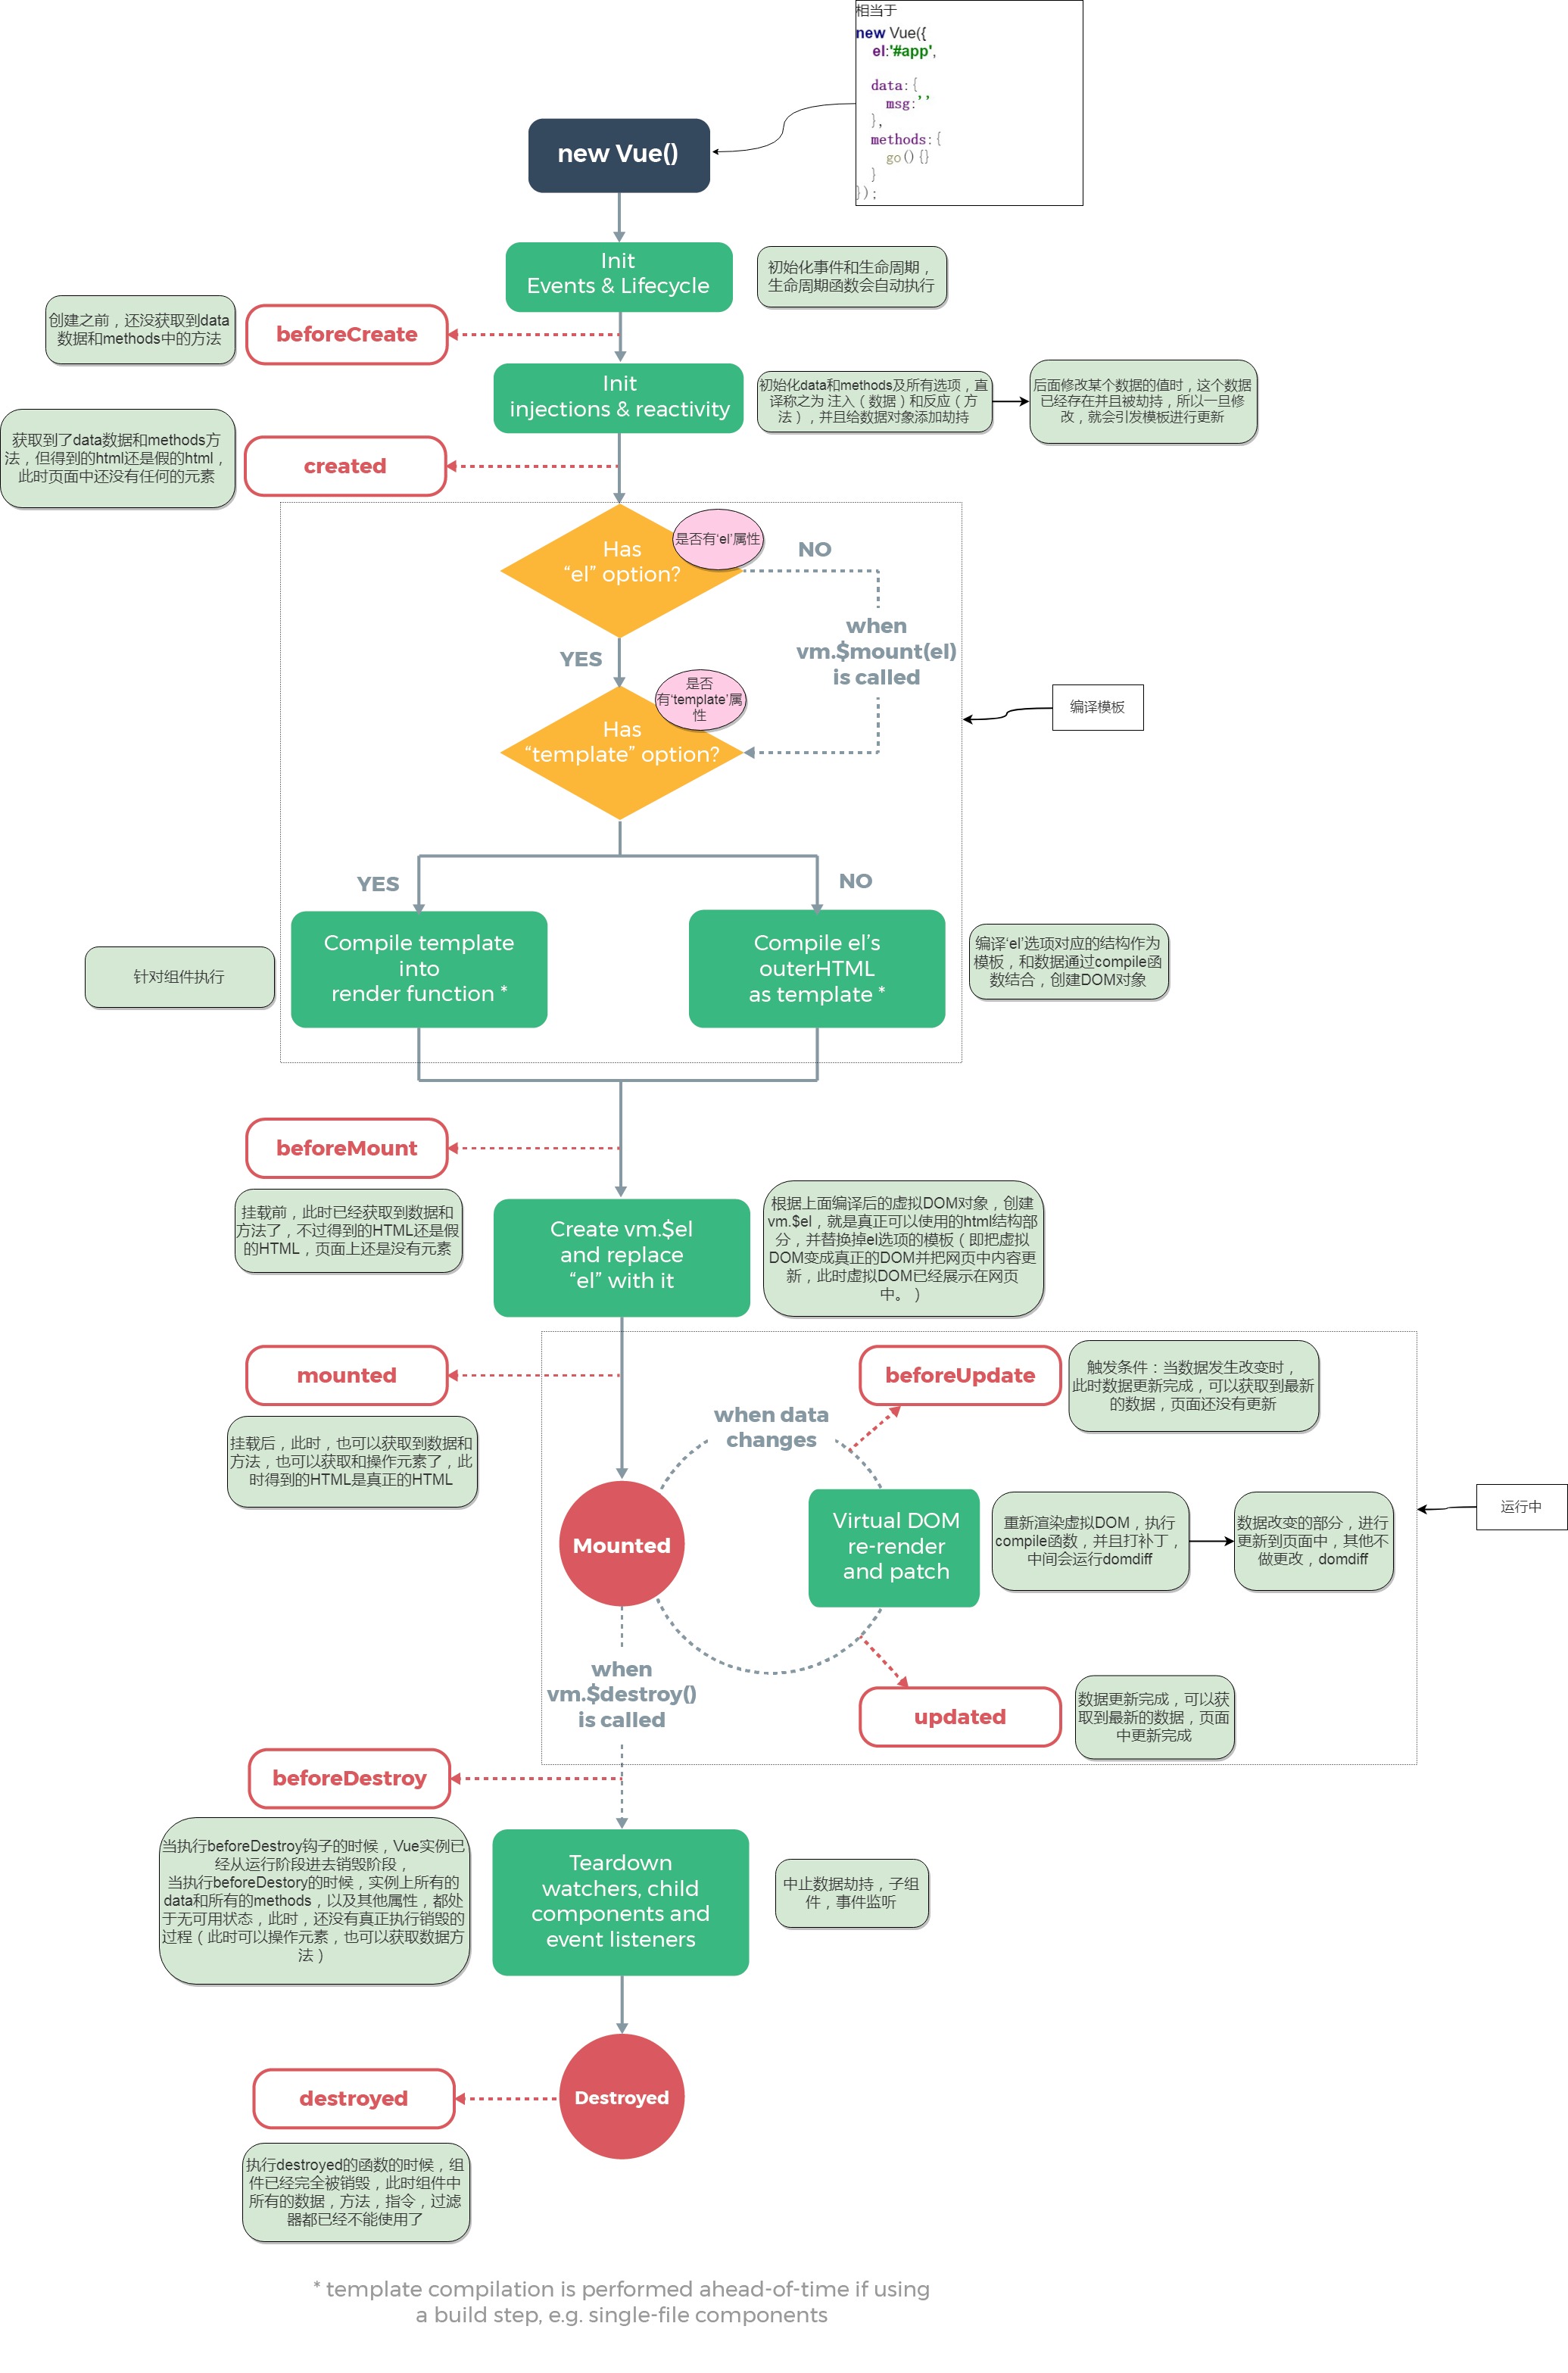 相当于
new Vue({
el:'#app',
data:{
msg:''
},
methods:{
go(){}
}
});
new Vue()
Init
Events & Lifecycle
初始化事件和生命周期，
生命周期函数会自动执行
创建之前，还没获取到data
数据和methods中的方法
beforeCreate
Init
injections & reactivity
初始化data和methods及所有选项，直
译称之为 注入（数据）和反应（方
法），并且给数据对象添加劫持
后面修改某个数据的值时，这个数据
已经存在并且被劫持，所以一旦修
改，就会引发模板进行更新
获取到了data数据和methods方
法，但得到的html还是假的html，
此时页面中还没有任何的元素
created
Has
“el” option?
是否有'el'属性
NO
when
vm.$mount(el)
is called
YES
是否
有'template'属
性
Has
“template” option?
编译模板
YES
NO
针对组件执行
Compile template
into
render function *
Compile el’s
outerHTML
as template *
编译'el'选项对应的结构作为
模板，和数据通过compile函
数结合，创建DOM对象
beforeMount
挂载前，此时已经获取到数据和
方法了，不过得到的HTML还是假
的HTML，页面上还是没有元素
Create vm.$el
and replace
“el” with it
根据上面编译后的虚拟DOM对象，创建
vm.$el，就是真正可以使用的html结构部
分，并替换掉el选项的模板（即把虚拟
DOM变成真正的DOM并把网页中内容更
新，此时虚拟DOM已经展示在网页
中。）
mounted
挂载后，此时，也可以获取到数据和
方法，也可以获取和操作元素了，此
时得到的HTML是真正的HTML
beforeUpdate
触发条件：当数据发生改变时，
此时数据更新完成，可以获取到最新
的数据，页面还没有更新
when data
changes
Mounted
Virtual DOM
re-render
and patch
重新渲染虚拟DOM，执行
compile函数，并且打补丁，
中间会运行domdiff
数据改变的部分，进行
更新到页面中，其他不
做更改，domdiff
运行中
when
vm.$destroy()
is called
updated
数据更新完成，可以获
取到最新的数据，页面
中更新完成
beforeDestroy
当执行beforeDestroy钩子的时候，Vue实例已
经从运行阶段进去销毁阶段，
当执行beforeDestory的时候，实例上所有的
data和所有的methods，以及其他属性，都处
于无可用状态，此时，还没有真正执行销毁的
过程（此时可以操作元素，也可以获取数据方
法）
Teardown
watchers, child
components and
event listeners
中止数据劫持，子组
件，事件监听
destroyed
Destroyed
执行destroyed的函数的时候，组
件已经完全被销毁，此时组件中
所有的数据，方法，指令，过滤
器都已经不能使用了
* template compilation is performed ahead-of-time if using
a build step, e.g. single-file components